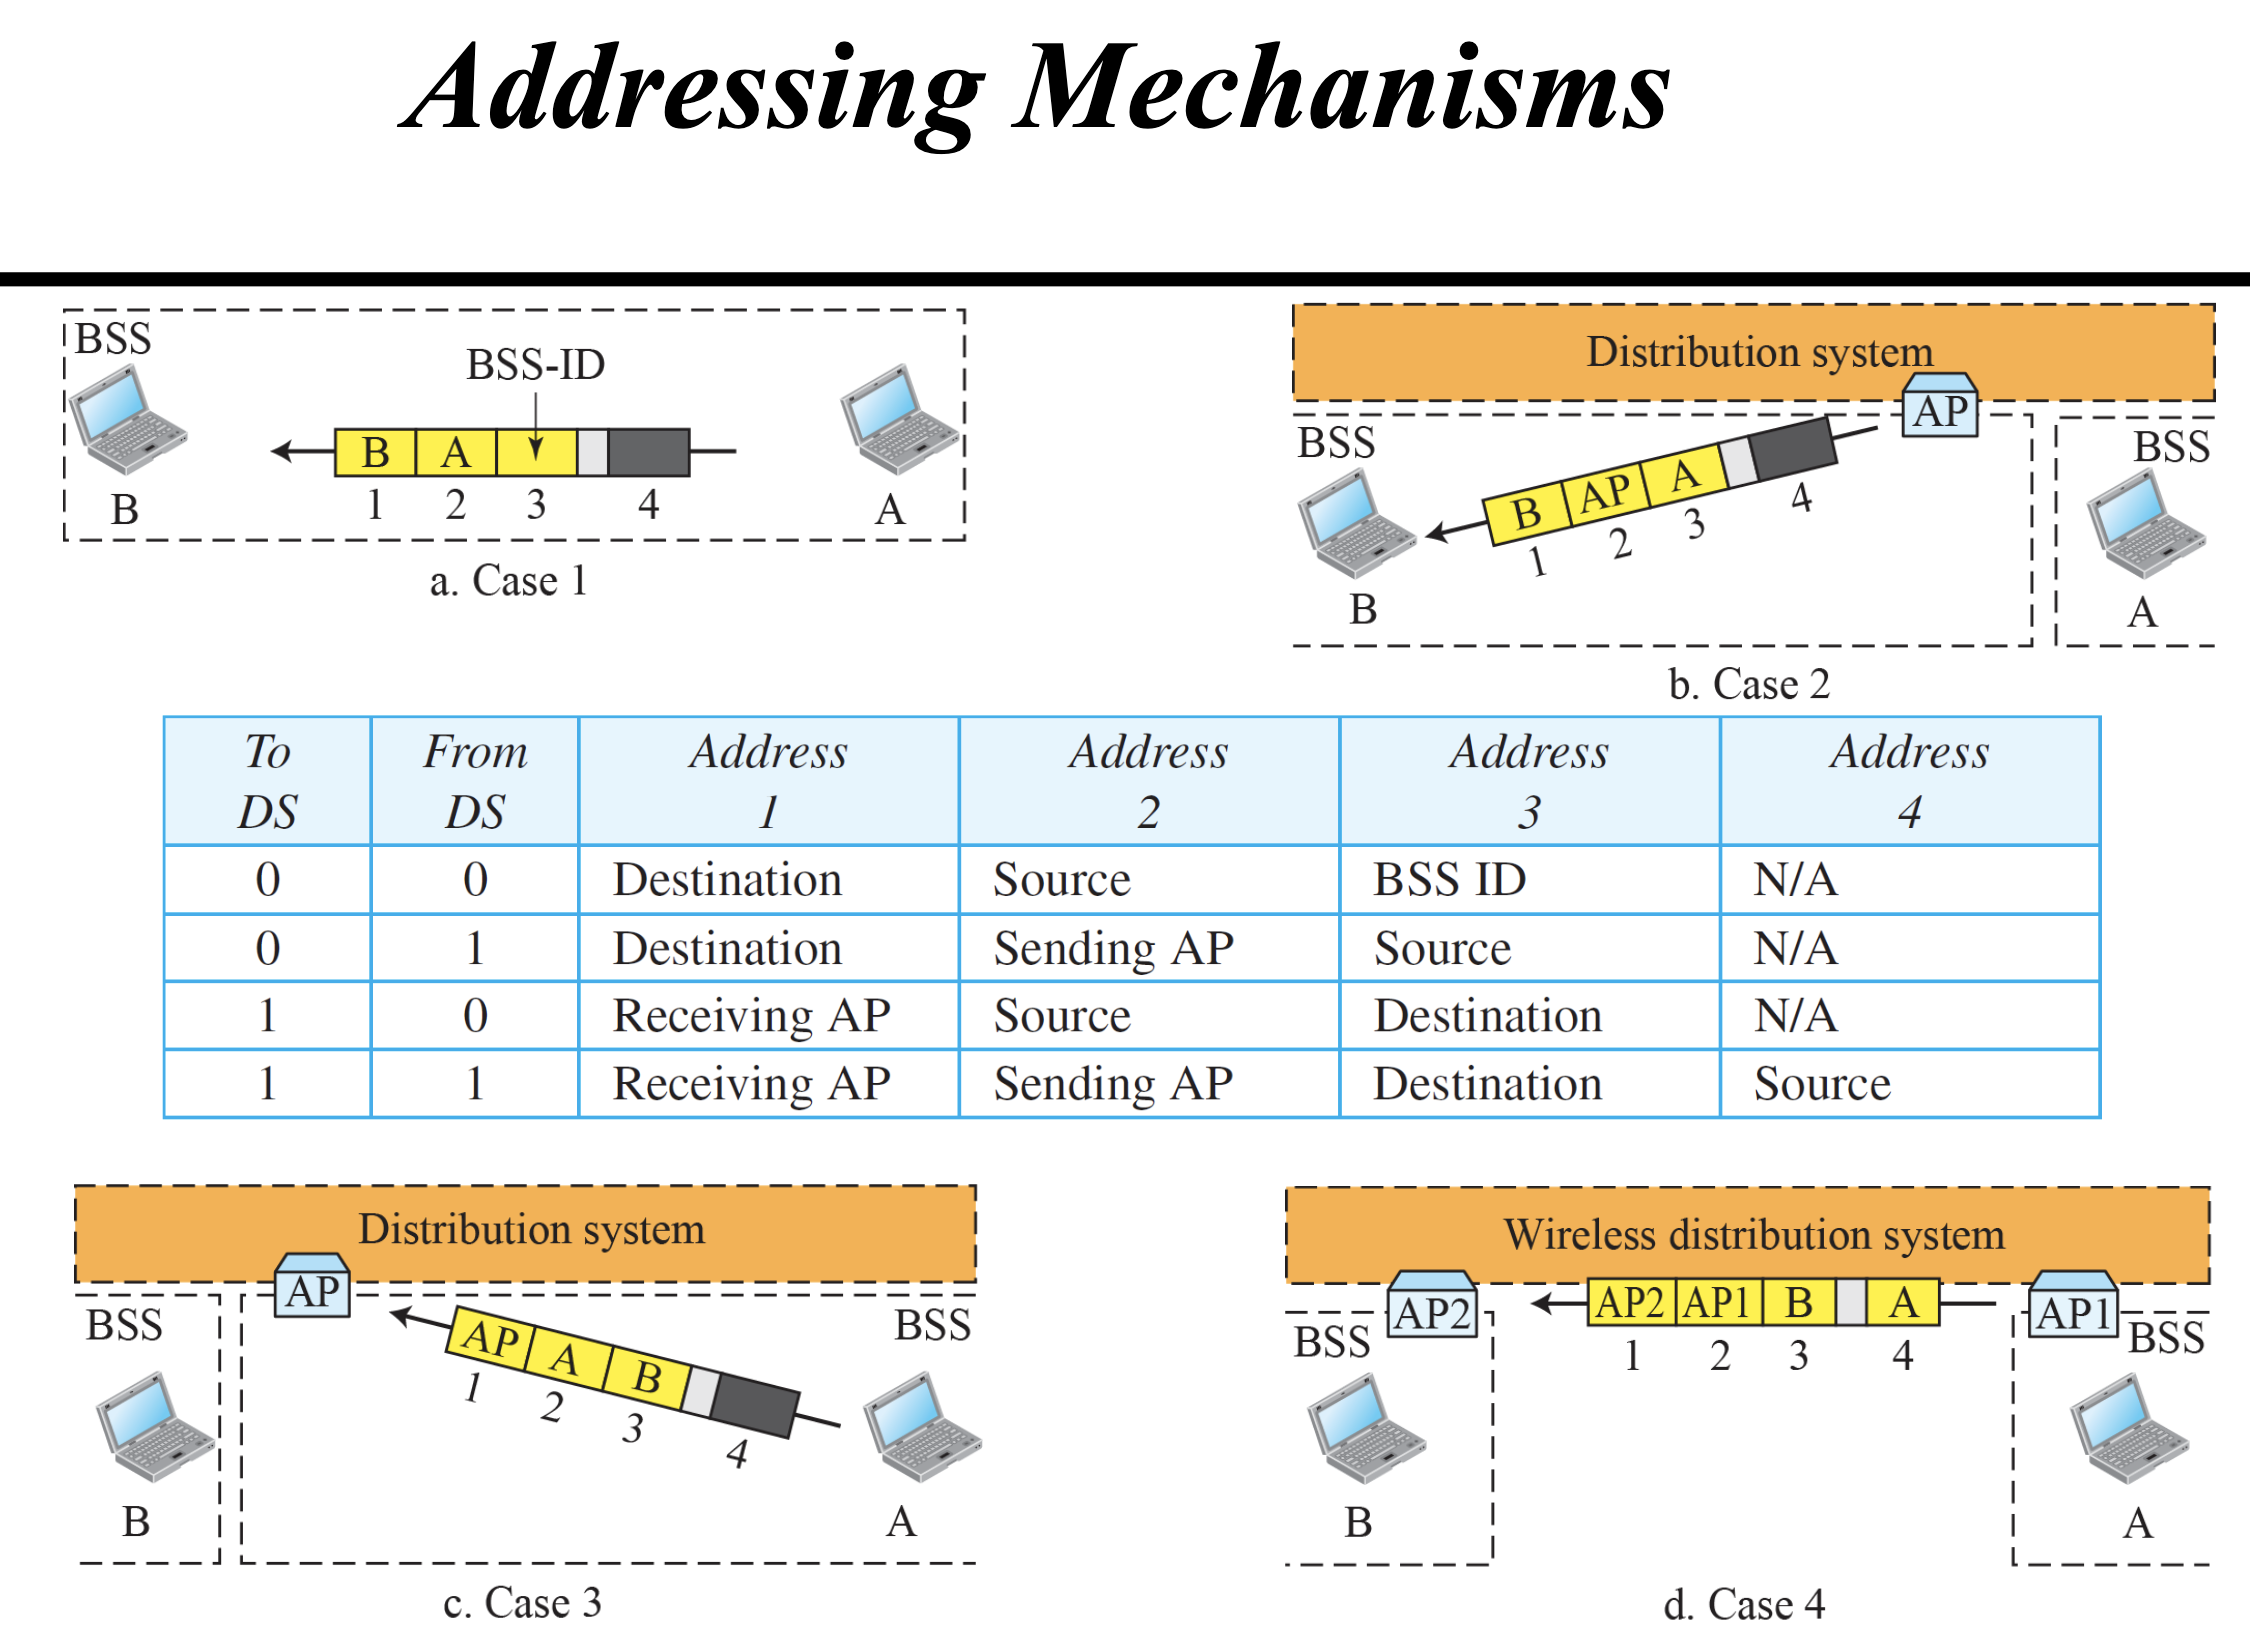 Addressing Mechanisms
BSS
BSS-ID
B A
1 2 3 4
B
A
a. Case 1
Distribution system
AP
BSS
BSS
B AP A
1 2 3 4
B
A
b. Case 2
To DS From DS Address 1 Address 2 Address 3 Address 4
0 0 Destination Source BSS ID N/A
0 1 Destination Sending AP Source N/A
1 0 Receiving AP Source Destination N/A
1 1 Receiving AP Sending AP Destination Source
Distribution system
AP
BSS
BSS
AP A B
1 2 3 4
B
A
c. Case 3
Wireless distribution system
AP2
AP2 AP1 B A
AP1
1 2 3 4
BSS
BSS
B
A
d. Case 4